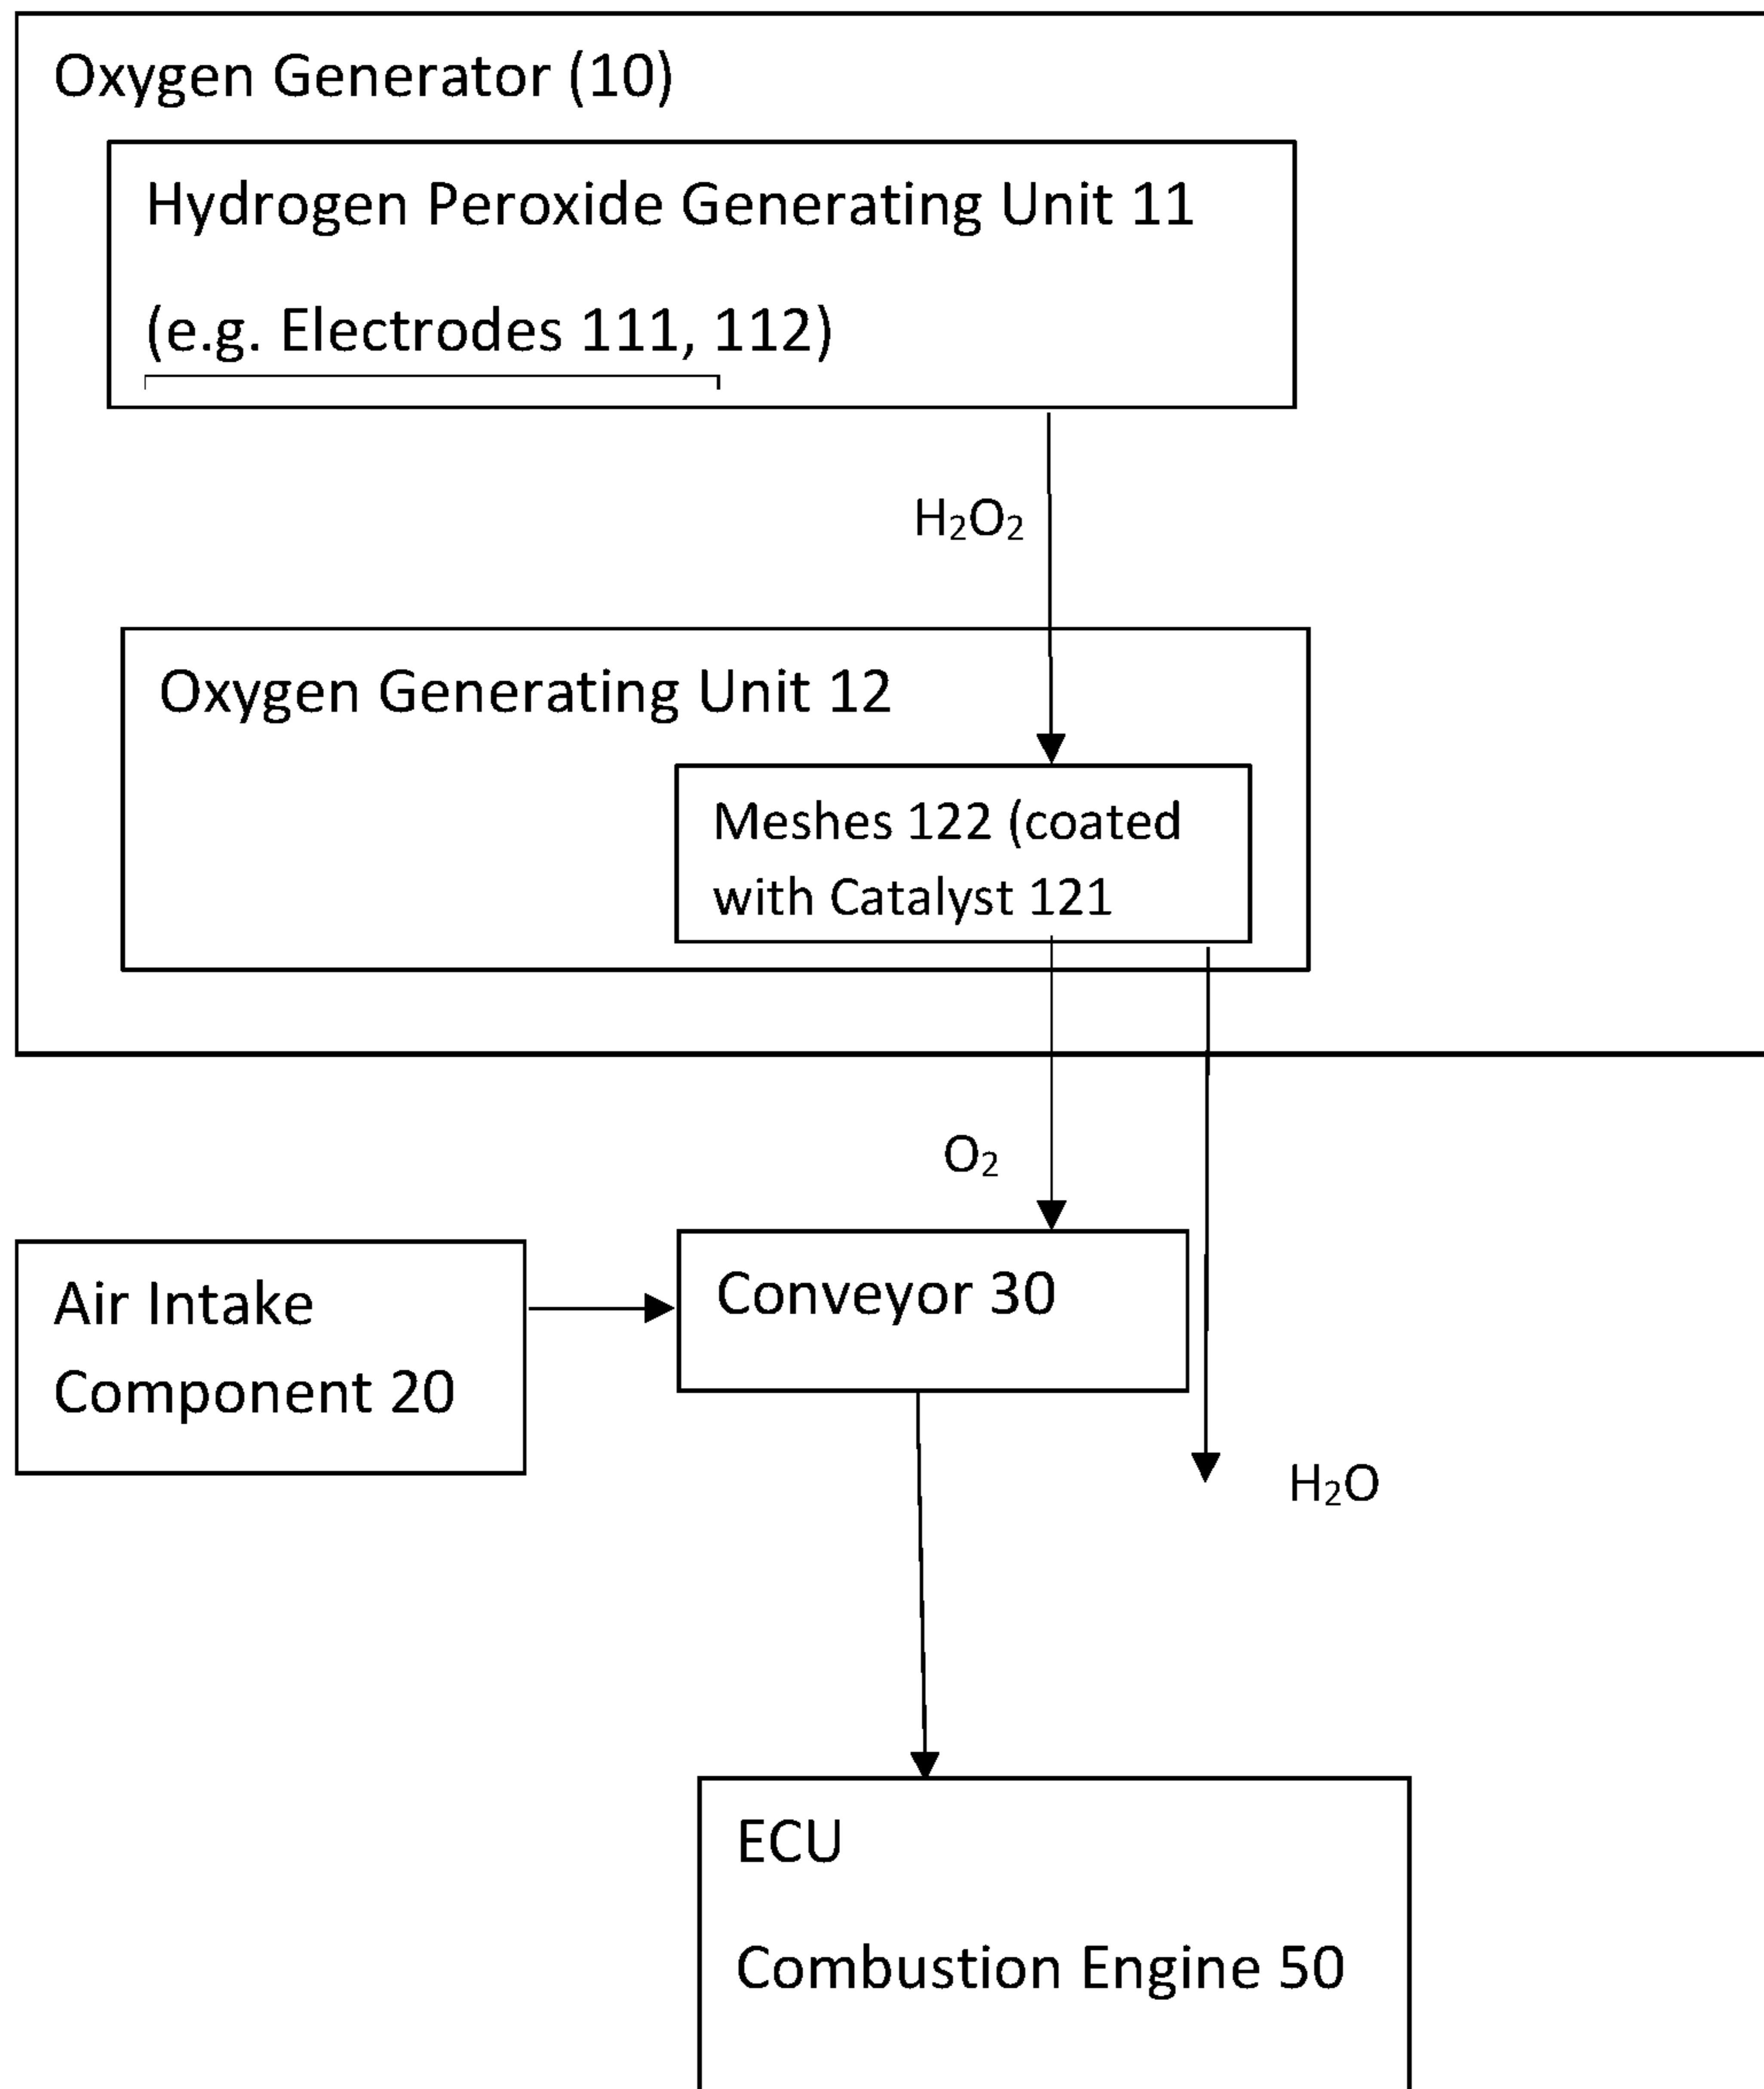 Oxygen Generator (10)
Hydrogen Peroxide Generating Unit 11
(e.g. Electrodes 111, 112)
H₂O₂
Oxygen Generating Unit 12
Meshes 122 (coated
with Catalyst 121
O₂
Air Intake
Component 20
Conveyor 30
H₂O
ECU
Combustion Engine 50